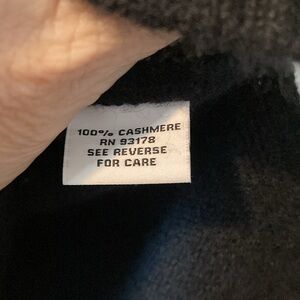 100% CASHMERE
RN 93178
SEE REVERSE
FOR CARE